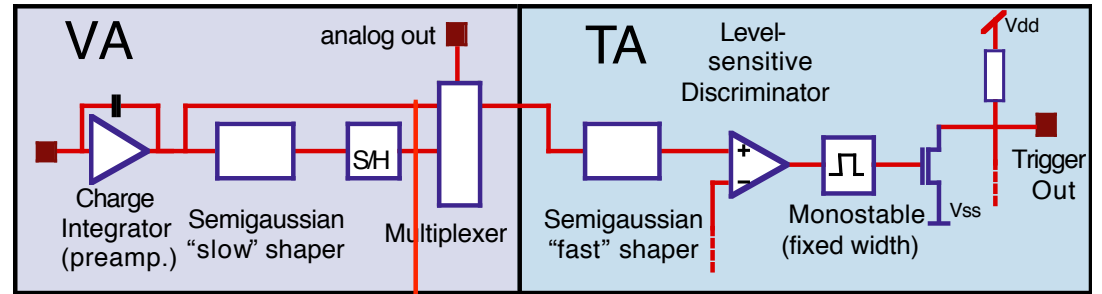 VA
analog out
S/H
Charge
Integrator
(preamp.)
Semigaussian
“slow” shaper
Multiplexer
TA
Level-
sensitive
Discriminator
+
−
Semigaussian
“fast” shaper
Monostable
(fixed width)
Vdd
Vss
Trigger
Out